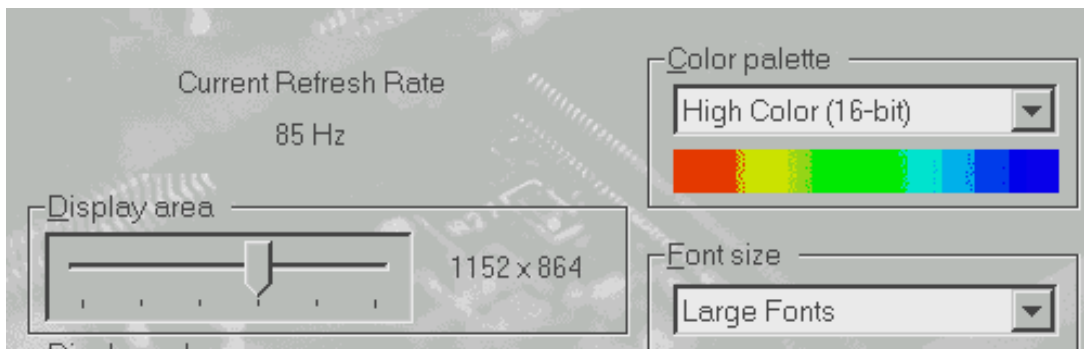 Current Refresh Rate
85 Hz
Color palette
High Color (16-bit)
Display area
1152 x 864
Font size
Large Fonts